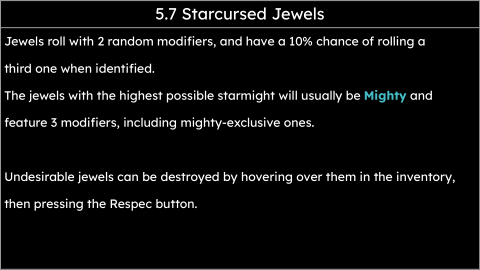 5.7 Starcursed Jewels
Jewels roll with 2 random modifiers, and have a 10% chance of rolling a
third one when identified.
The jewels with the highest possible starmight will usually be Mighty and
feature 3 modifiers, including mighty-exclusive ones.
Undesirable jewels can be destroyed by hovering over them in the inventory,
then pressing the Respec button.